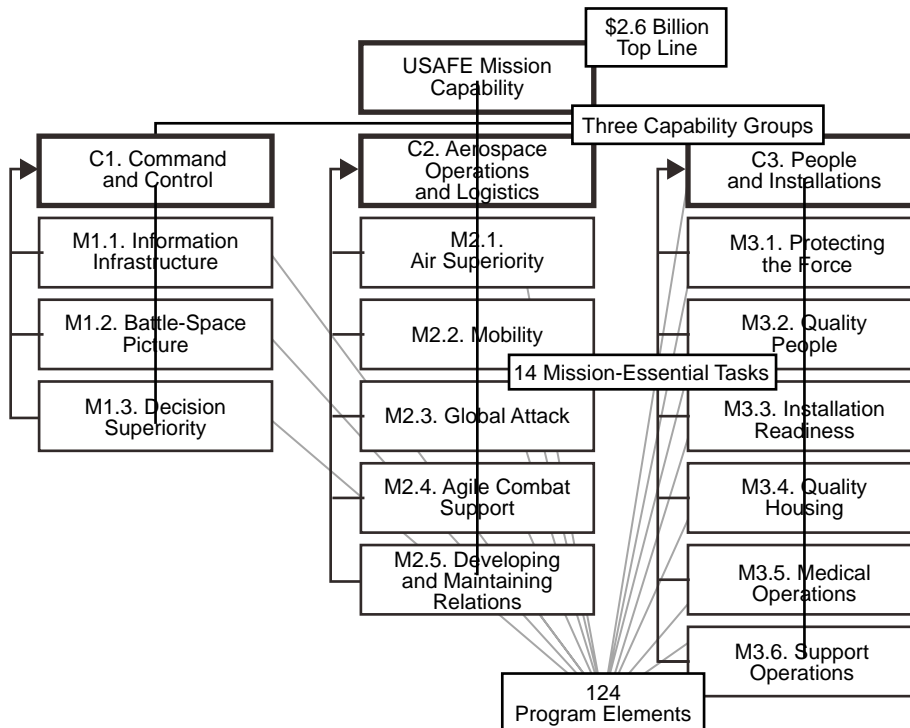 $2.6 Billion
Top Line
USAFE Mission
Capability
Three Capability Groups
C1. Command
and Control
C2. Aerospace
Operations
and Logistics
C3. People
and Installations
M1.1. Information
Infrastructure
M2.1.
Air Superiority
M3.1. Protecting
the Force
M1.2. Battle-Space
Picture
M2.2. Mobility
M3.2. Quality
People
14 Mission-Essential Tasks
M1.3. Decision
Superiority
M2.3. Global Attack
M3.3. Installation
Readiness
M2.4. Agile Combat
Support
M3.4. Quality
Housing
M2.5. Developing
and Maintaining
Relations
M3.5. Medical
Operations
M3.6. Support
Operations
124
Program Elements